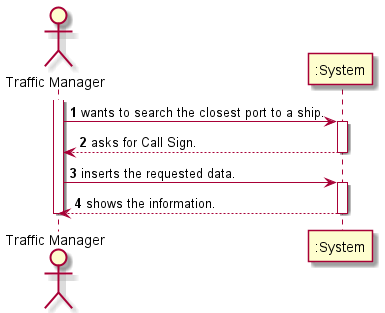 Traffic Manager
:System
1 wants to search the closest port to a ship.
2 asks for Call Sign.
3 inserts the requested data.
4 shows the information.
Traffic Manager
:System